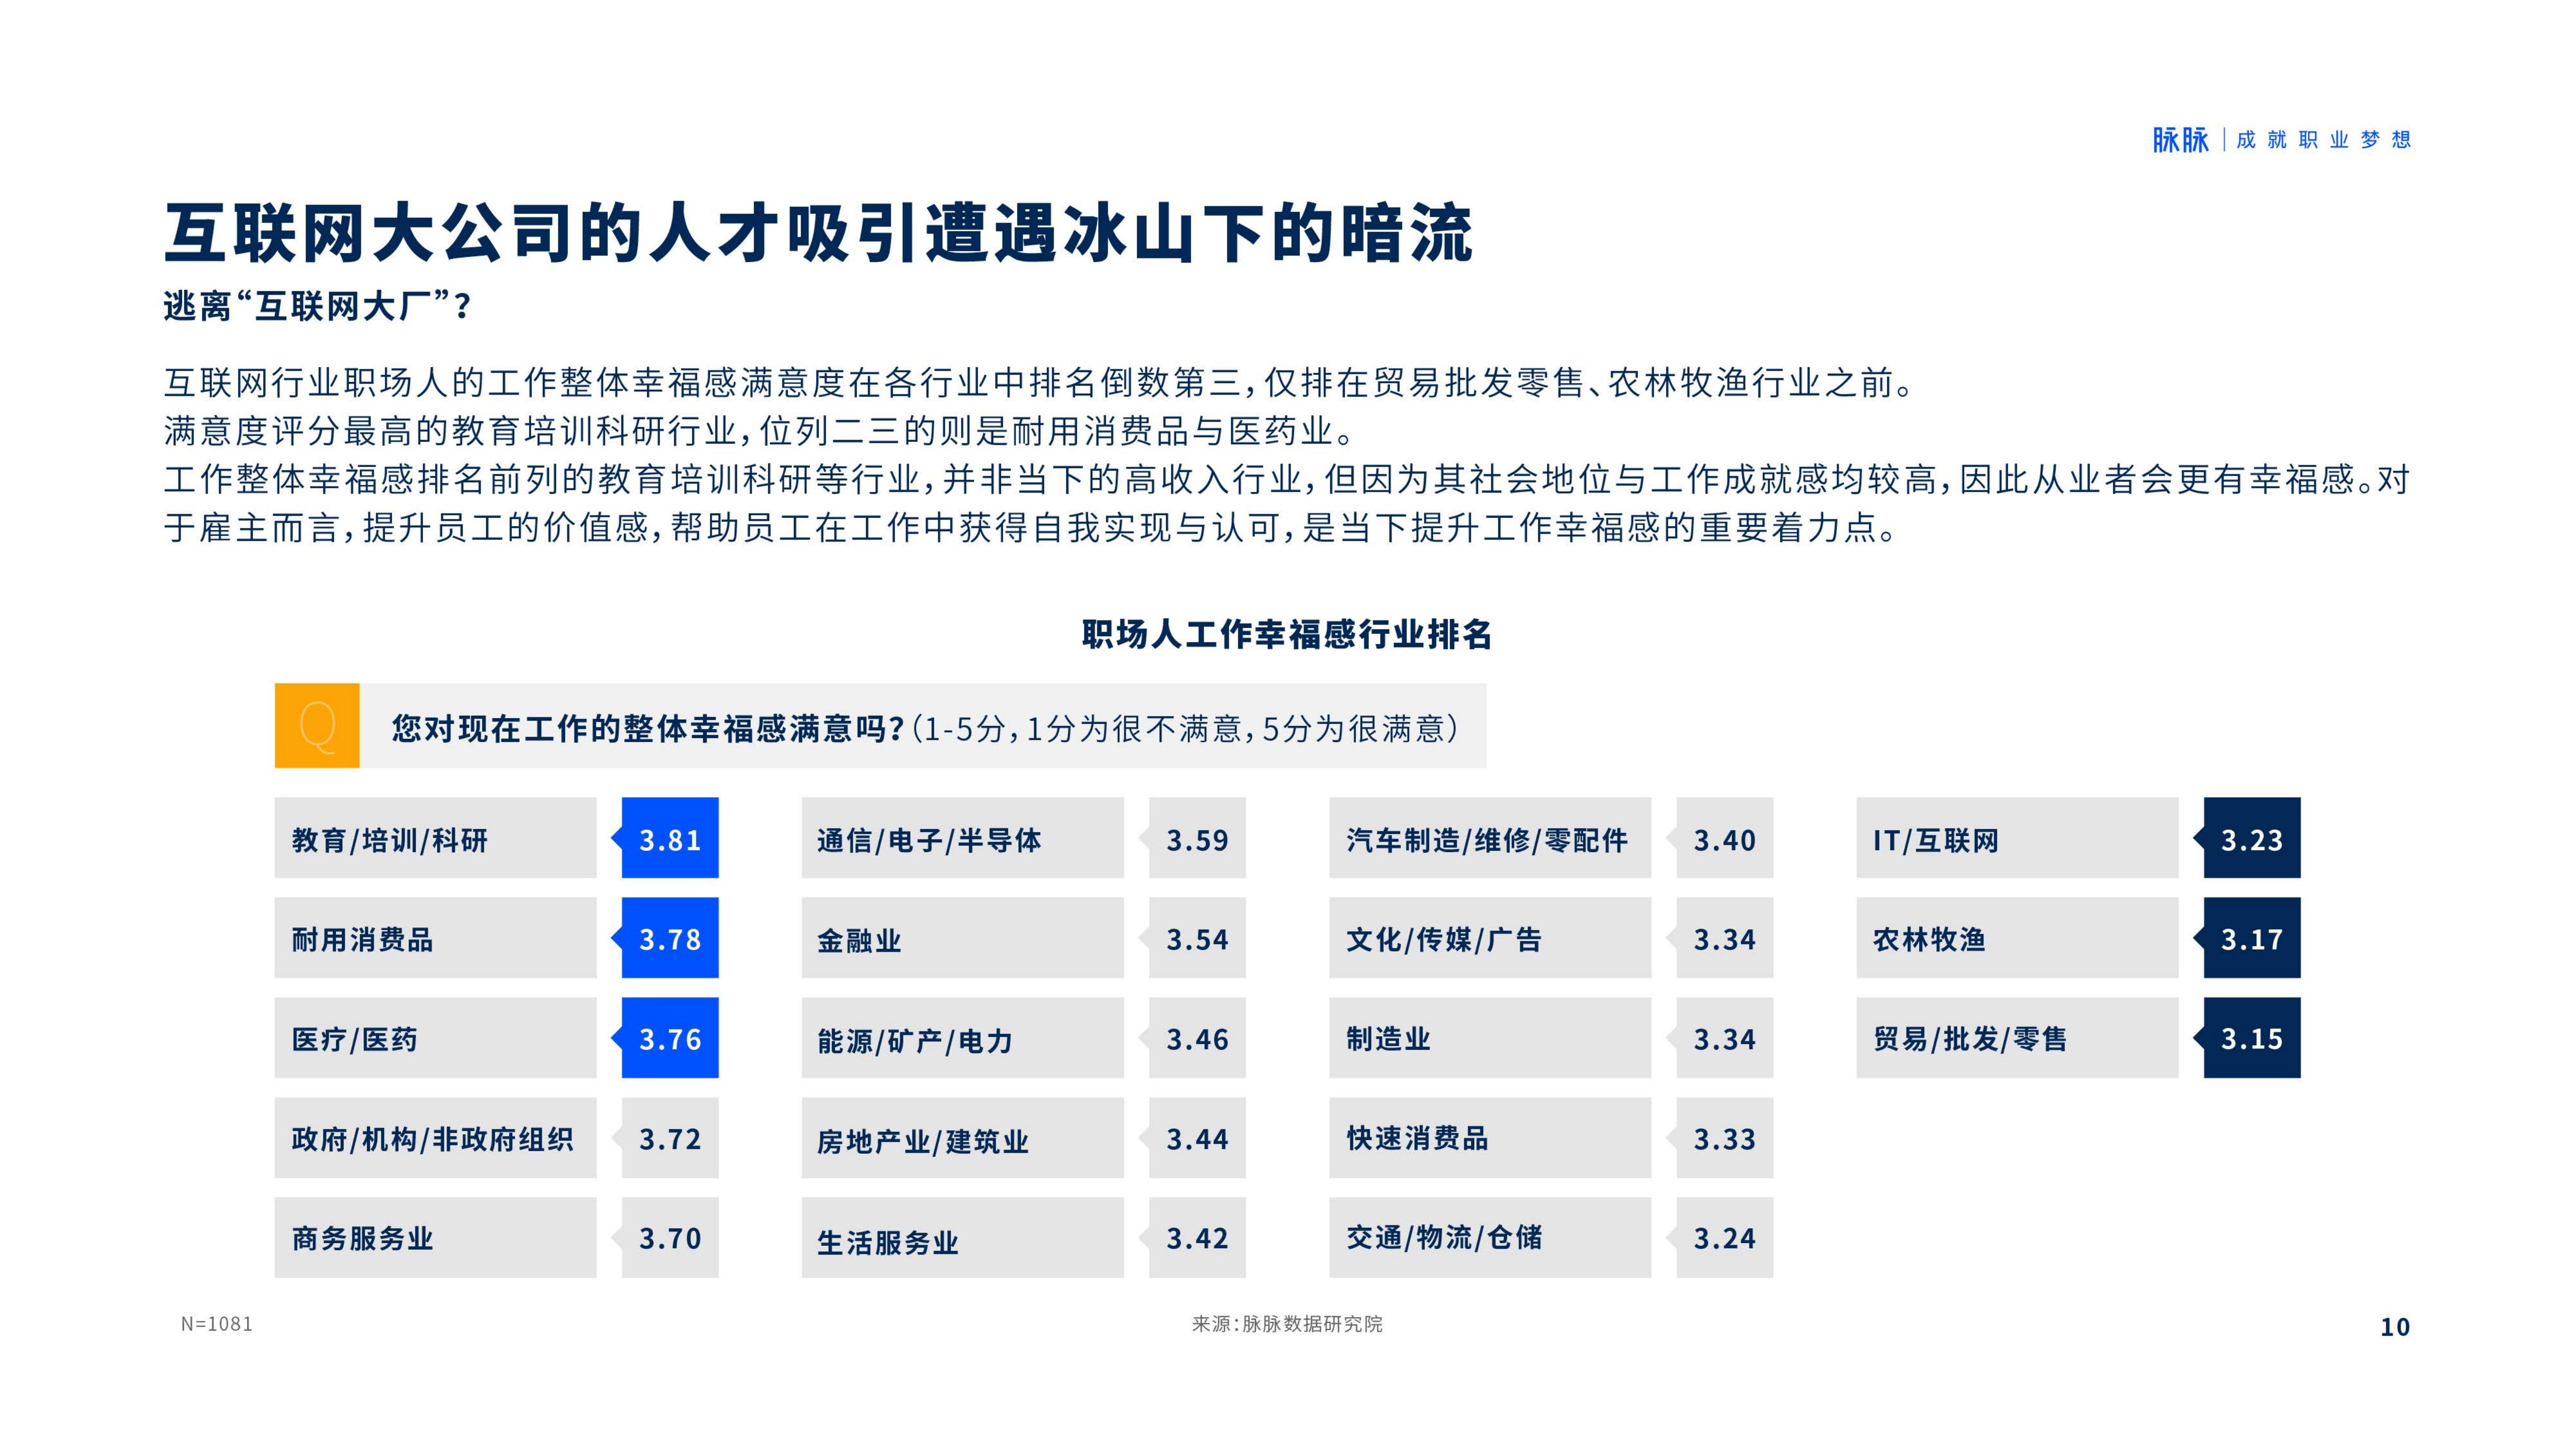 脉脉 成就职业梦想
互联网大公司的人才吸引遭遇冰山下的暗流
逃离“互联网大厂”?
互联网行业职场人的工作整体幸福感满意度在各行业中排名倒数第三,仅排在贸易批发零售、农林牧渔行业之前。
满意度评分最高的教育培训科研行业,位列二三的则是耐用消费品与医药业。
工作整体幸福感排名前列的教育培训科研等行业,并非当下的高收入行业,但因为其社会地位与工作成就感均较高,因此从业者会更有幸福感。对
于雇主而言,提升员工的价值感,帮助员工在工作中获得自我实现与认可,是当下提升工作幸福感的重要着力点。
职场人工作幸福感行业排名
Q 您对现在工作的整体幸福感满意吗?(1-5分,1分为很不满意,5分为很满意)
教育/培训/科研 3.81
耐用消费品 3.78
医疗/医药 3.76
政府/机构/非政府组织 3.72
商务服务业 3.70
通信/电子/半导体 3.59
金融业 3.54
能源/矿产/电力 3.46
房地产业/建筑业 3.44
生活服务业 3.42
汽车制造/维修/零配件 3.40
文化/传媒/广告 3.34
制造业 3.34
快速消费品 3.33
交通/物流/仓储 3.24
IT/互联网 3.23
农林牧渔 3.17
贸易/批发/零售 3.15
N=1081
来源:脉脉数据研究院
10